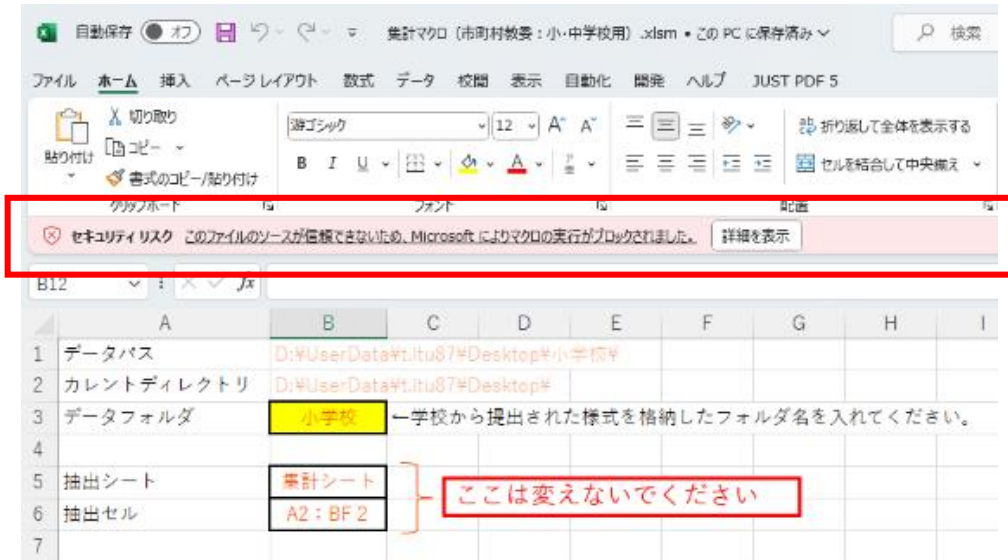 自動保存 オフ 集計マクロ（市町村教委：小・中学校用）.xlsm • この PC に保存済み 検索
ファイル ホーム 挿入 ページ レイアウト 数式 データ 校閲 表示 自動化 開発 ヘルプ JUST PDF 5
貼り付け 切り取り コピー 書式のコピー/貼り付け
游ゴシック 12 A A
B I U A
折り返して全体を表示する
セルを結合して中央揃え
クリップボード フォント 配置
セキュリティ リスク このファイルのソースが信頼できないため、Microsoft によりマクロの実行がブロックされました。 詳細を表示
B12 fx
A B C D E F G H I
1 データパス D:¥UserData¥t.itu87¥Desktop¥小学校¥
2 カレントディレクトリ D:¥UserData¥t.itu87¥Desktop¥
3 データフォルダ 小学校 ←学校から提出された様式を格納したフォルダ名を入れてください。
4
5 抽出シート 集計シート
ここは変えないでください
6 抽出セル A2：BF2
7